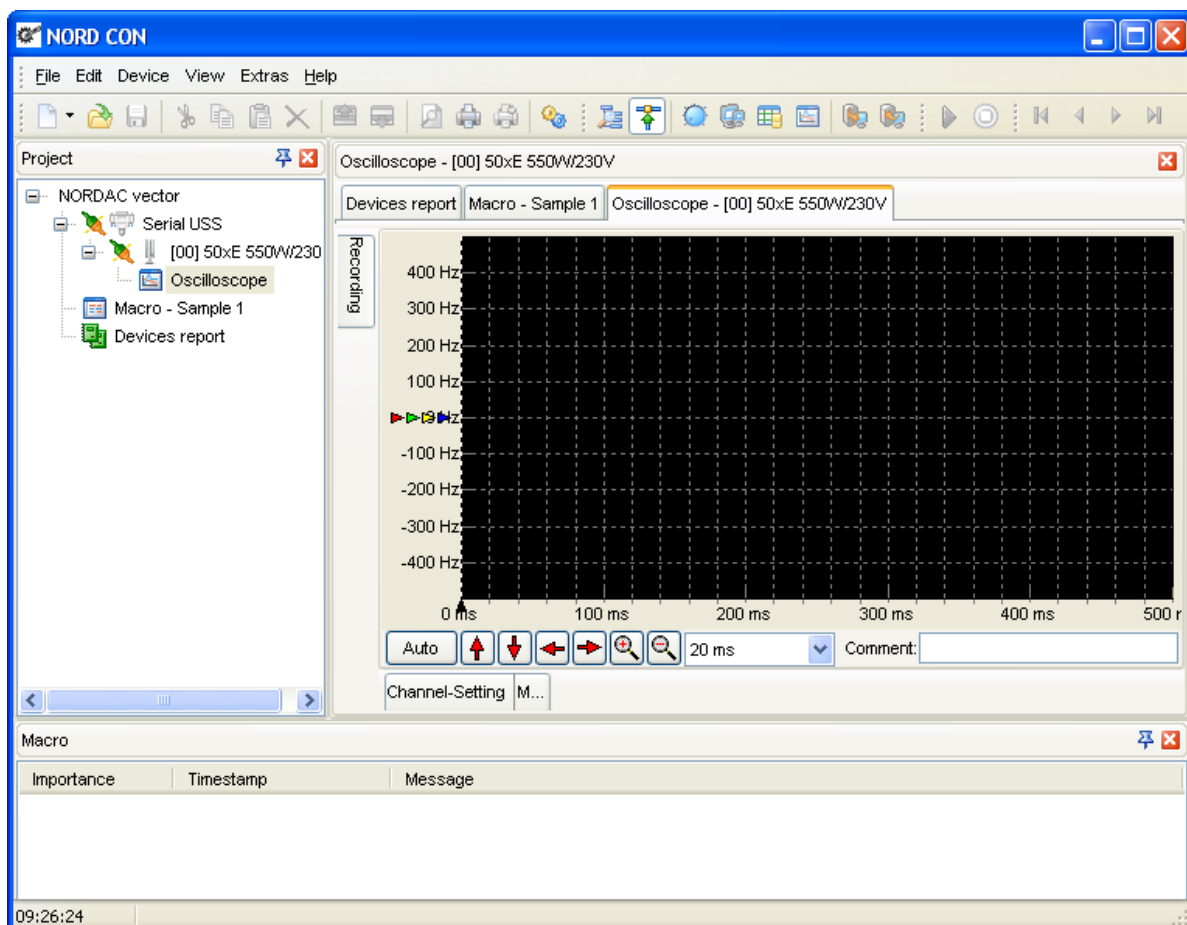 NORD CON
File Edit Device View Extras Help
Project
NORDAC vector
Serial USS
[00] 50xE 550W/230
Oscilloscope
Macro - Sample 1
Devices report
Oscilloscope - [00] 50xE 550W/230V
Devices report Macro - Sample 1 Oscilloscope - [00] 50xE 550W/230V
Recording
400 Hz
300 Hz
200 Hz
100 Hz
Hz
-100 Hz
-200 Hz
-300 Hz
-400 Hz
0 ms 100 ms 200 ms 300 ms 400 ms 500
Auto 20 ms Comment:
Channel-Setting M...
Macro
Importance Timestamp Message
09:26:24